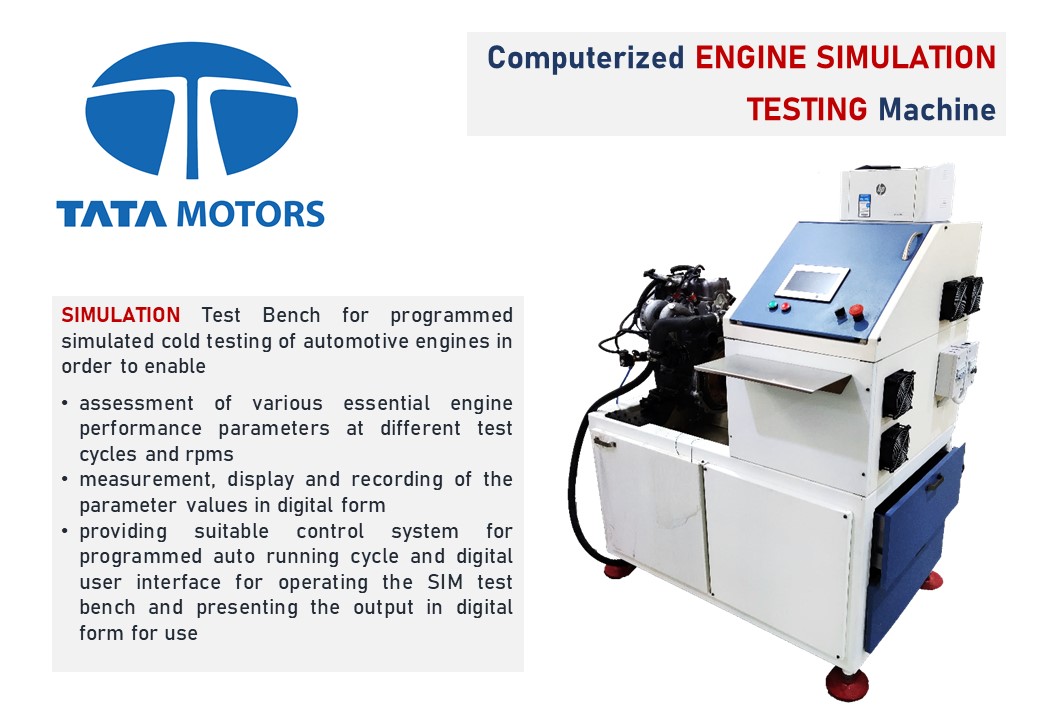 TATA MOTORS
Computerized ENGINE SIMULATION
TESTING Machine
SIMULATION Test Bench for programmed
simulated cold testing of automotive engines in
order to enable
• assessment of various essential engine
performance parameters at different test
cycles and rpms
• measurement, display and recording of the
parameter values in digital form
• providing suitable control system for
programmed auto running cycle and digital
user interface for operating the SIM test
bench and presenting the output in digital
form for use
hp